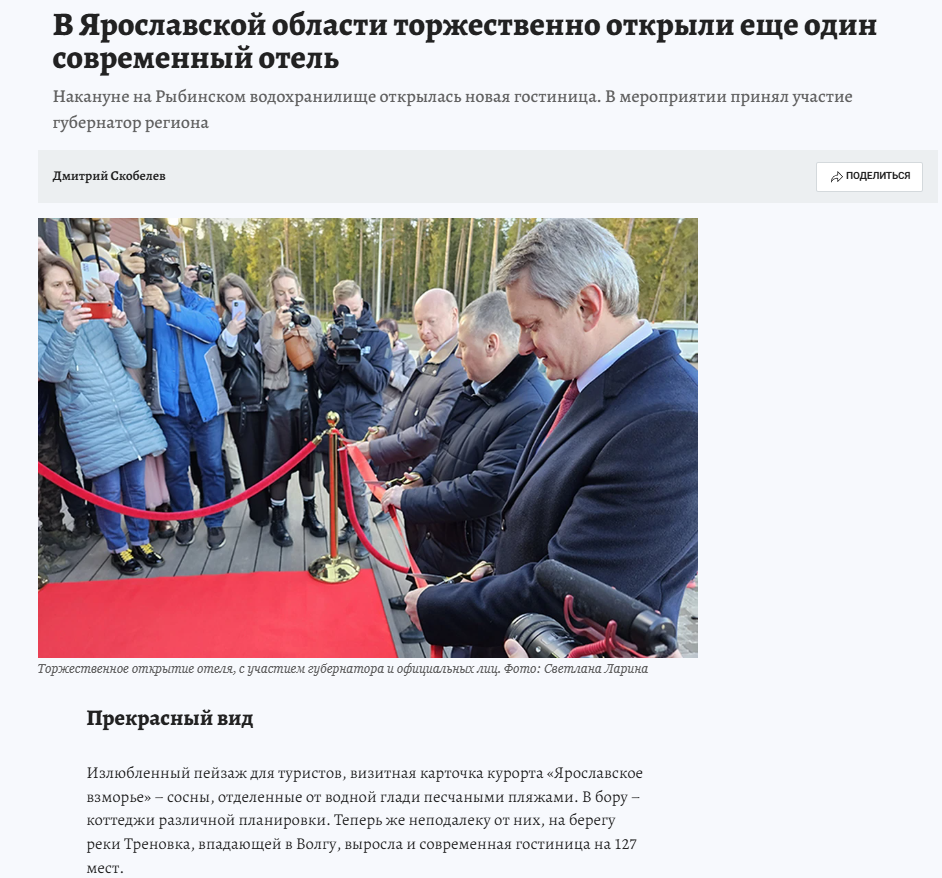 В Ярославской области торжественно открыли еще один
современный отель
Накануне на Рыбинском водохранилище открылась новая гостиница. В мероприятии принял участие
губернатор региона
Дмитрий Скобелев
ПОДЕЛИТЬСЯ
Торжественное открытие отеля, с участием губернатора и официальных лиц. Фото: Светлана Ларина
Прекрасный вид
Излюбленный пейзаж для туристов, визитная карточка курорта «Ярославское
взморье» – сосны, отделенные от водной глади песчаными пляжами. В бору –
коттеджи различной планировки. Теперь же неподалеку от них, на берегу
реки Треновка, впадающей в Волгу, выросла и современная гостиница на 127
мест.